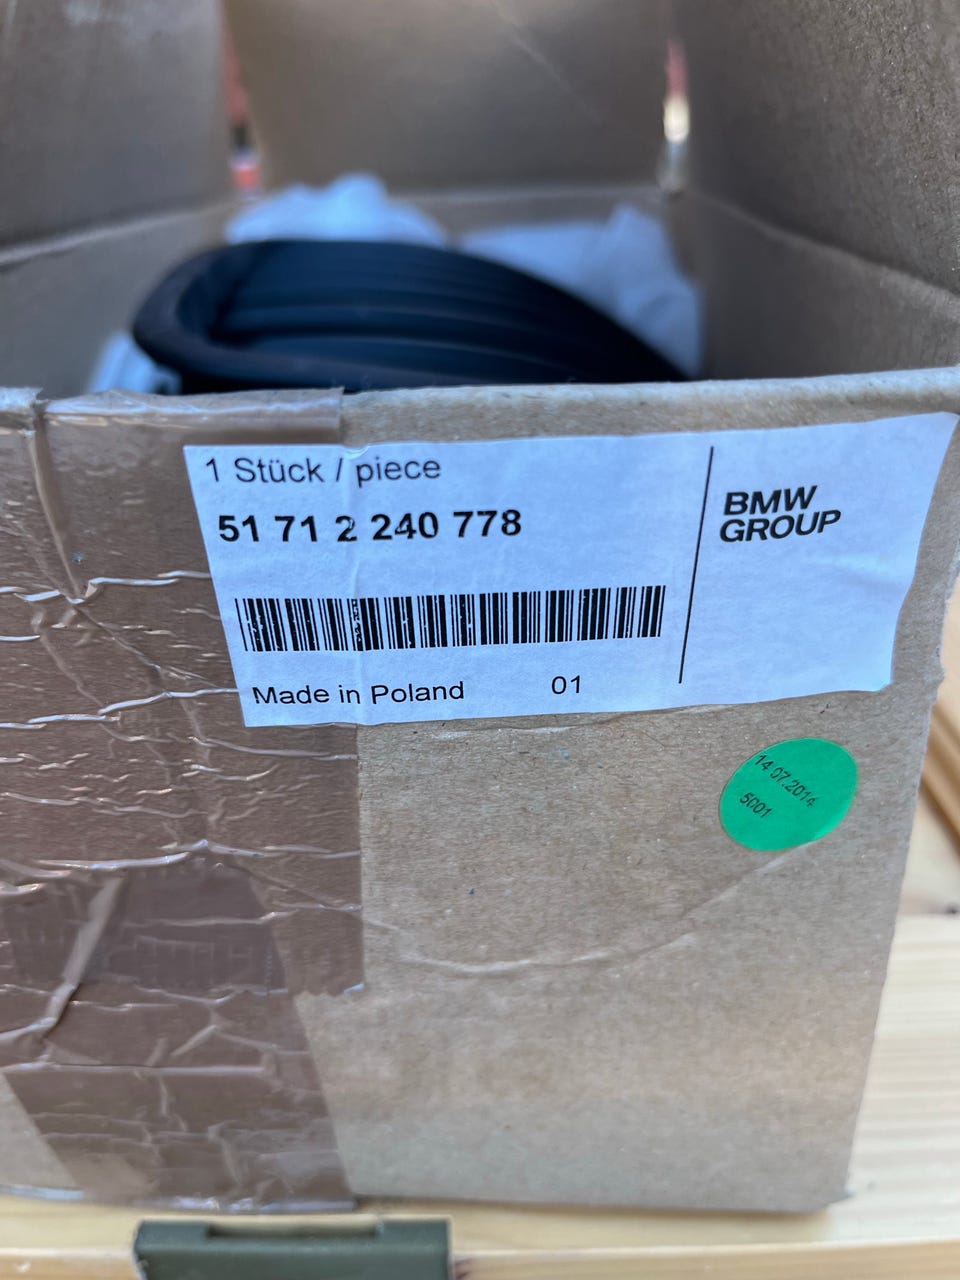 1 Stück / piece
51 71 2 240 778
BMW
GROUP
Made in Poland 01
14.07.2014
5001